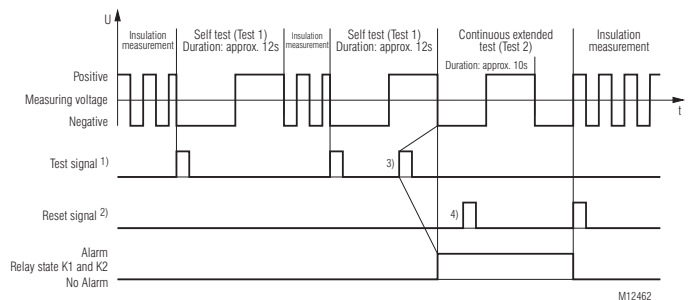 U
Insulation
measurement
Self test (Test 1)
Duration: approx. 12s
Insulation
measurement
Self test (Test 1)
Duration: approx. 12s
Continuous extended
test (Test 2)
Duration: approx. 10s
Insulation
measurement
Positive
Measuring voltage
Negative
t
Test signal 1)
3)
Reset signal 2)
4)
Alarm
Relay state K1 and K2
No Alarm
M12462